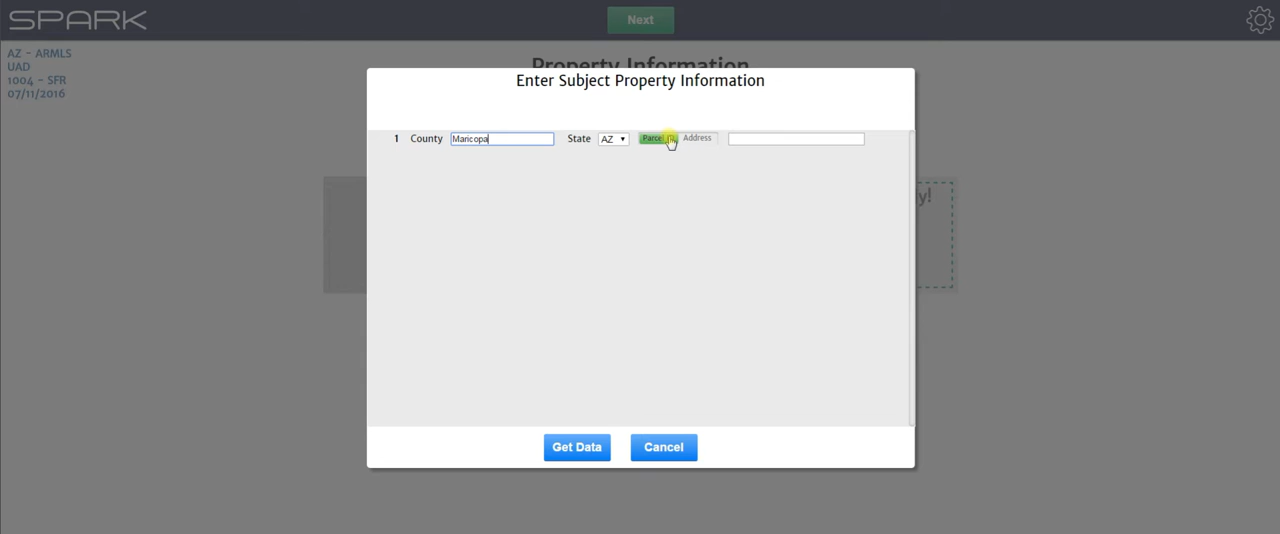 SPARK
Next
AZ - ARMLS
UAD
1004 - SFR
07/11/2016
Property Information
Enter Subject Property Information
1 County Maricopa State AZ Address
y!
Get Data Cancel